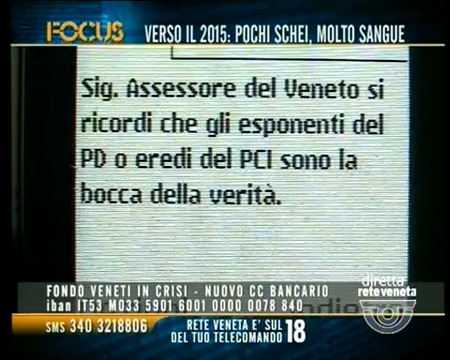 FOCUS VERSO IL 2015: POCHI SCHEI, MOLTO SANGUE
Sig. Assessore del Veneto si
ricordi che gli esponenti del
PD o eredi del PCI sono la
bocca della verità.
diretta
reteveneta
FONDO VENETI IN CRISI - NUOVO CC BANCARIO
iban IT53 M033 5901 6001 0000 0078 840
SMS 340 3218806
RETE VENETA E' SUL
DEL TUO TELECOMANDO 18